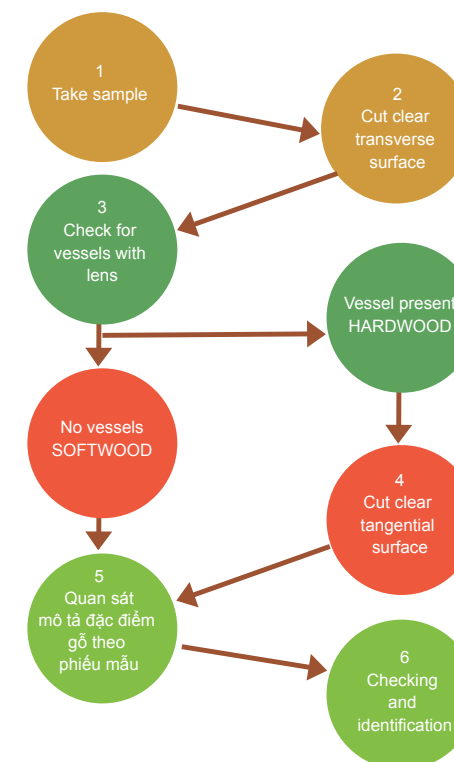 1
Take sample
2
Cut clear
transverse
surface
3
Check for
vessels with
lens
Vessel present
HARDWOOD
No vessels
SOFTWOOD
4
Cut clear
tangential
surface
5
Quan sát
mô tả đặc điểm
gỗ theo
phiếu mẫu
6
Checking
and
identification